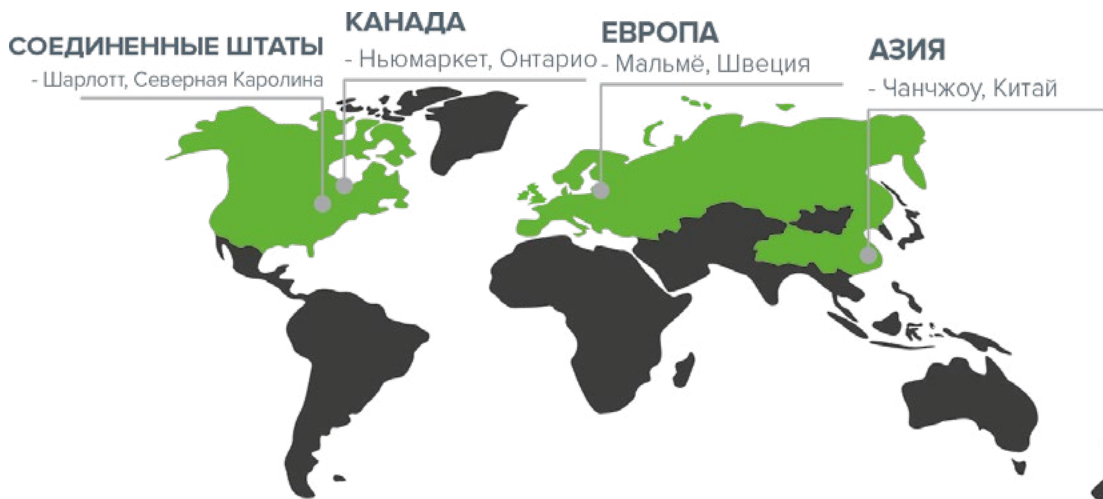 СОЕДИНЕННЫЕ ШТАТЫ
- Шарлотт, Северная Каролина
КАНАДА
- Ньюмаркет, Онтарио
ЕВРОПА
- Мальмё, Швеция
АЗИЯ
- Чанчжоу, Китай